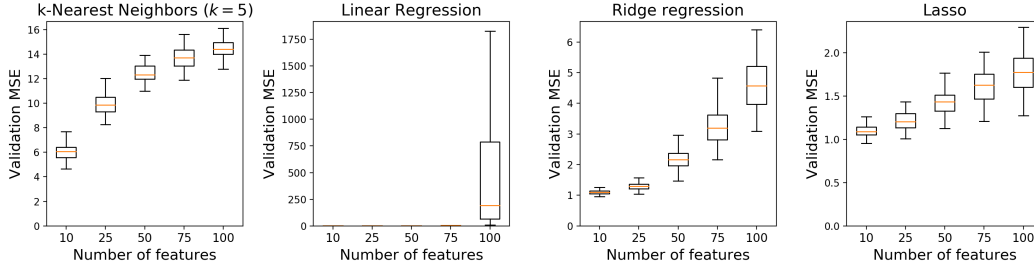 k-Nearest Neighbors (k = 5)
Validation MSE
16
14
12
10
8
6
4
2
0
10 25 50 75 100
Number of features
Linear Regression
Validation MSE
1750
1500
1250
1000
750
500
250
0
10 25 50 75 100
Number of features
Ridge regression
Validation MSE
6
5
4
3
2
1
0
10 25 50 75 100
Number of features
Lasso
Validation MSE
2.0
1.5
1.0
0.5
0.0
10 25 50 75 100
Number of features